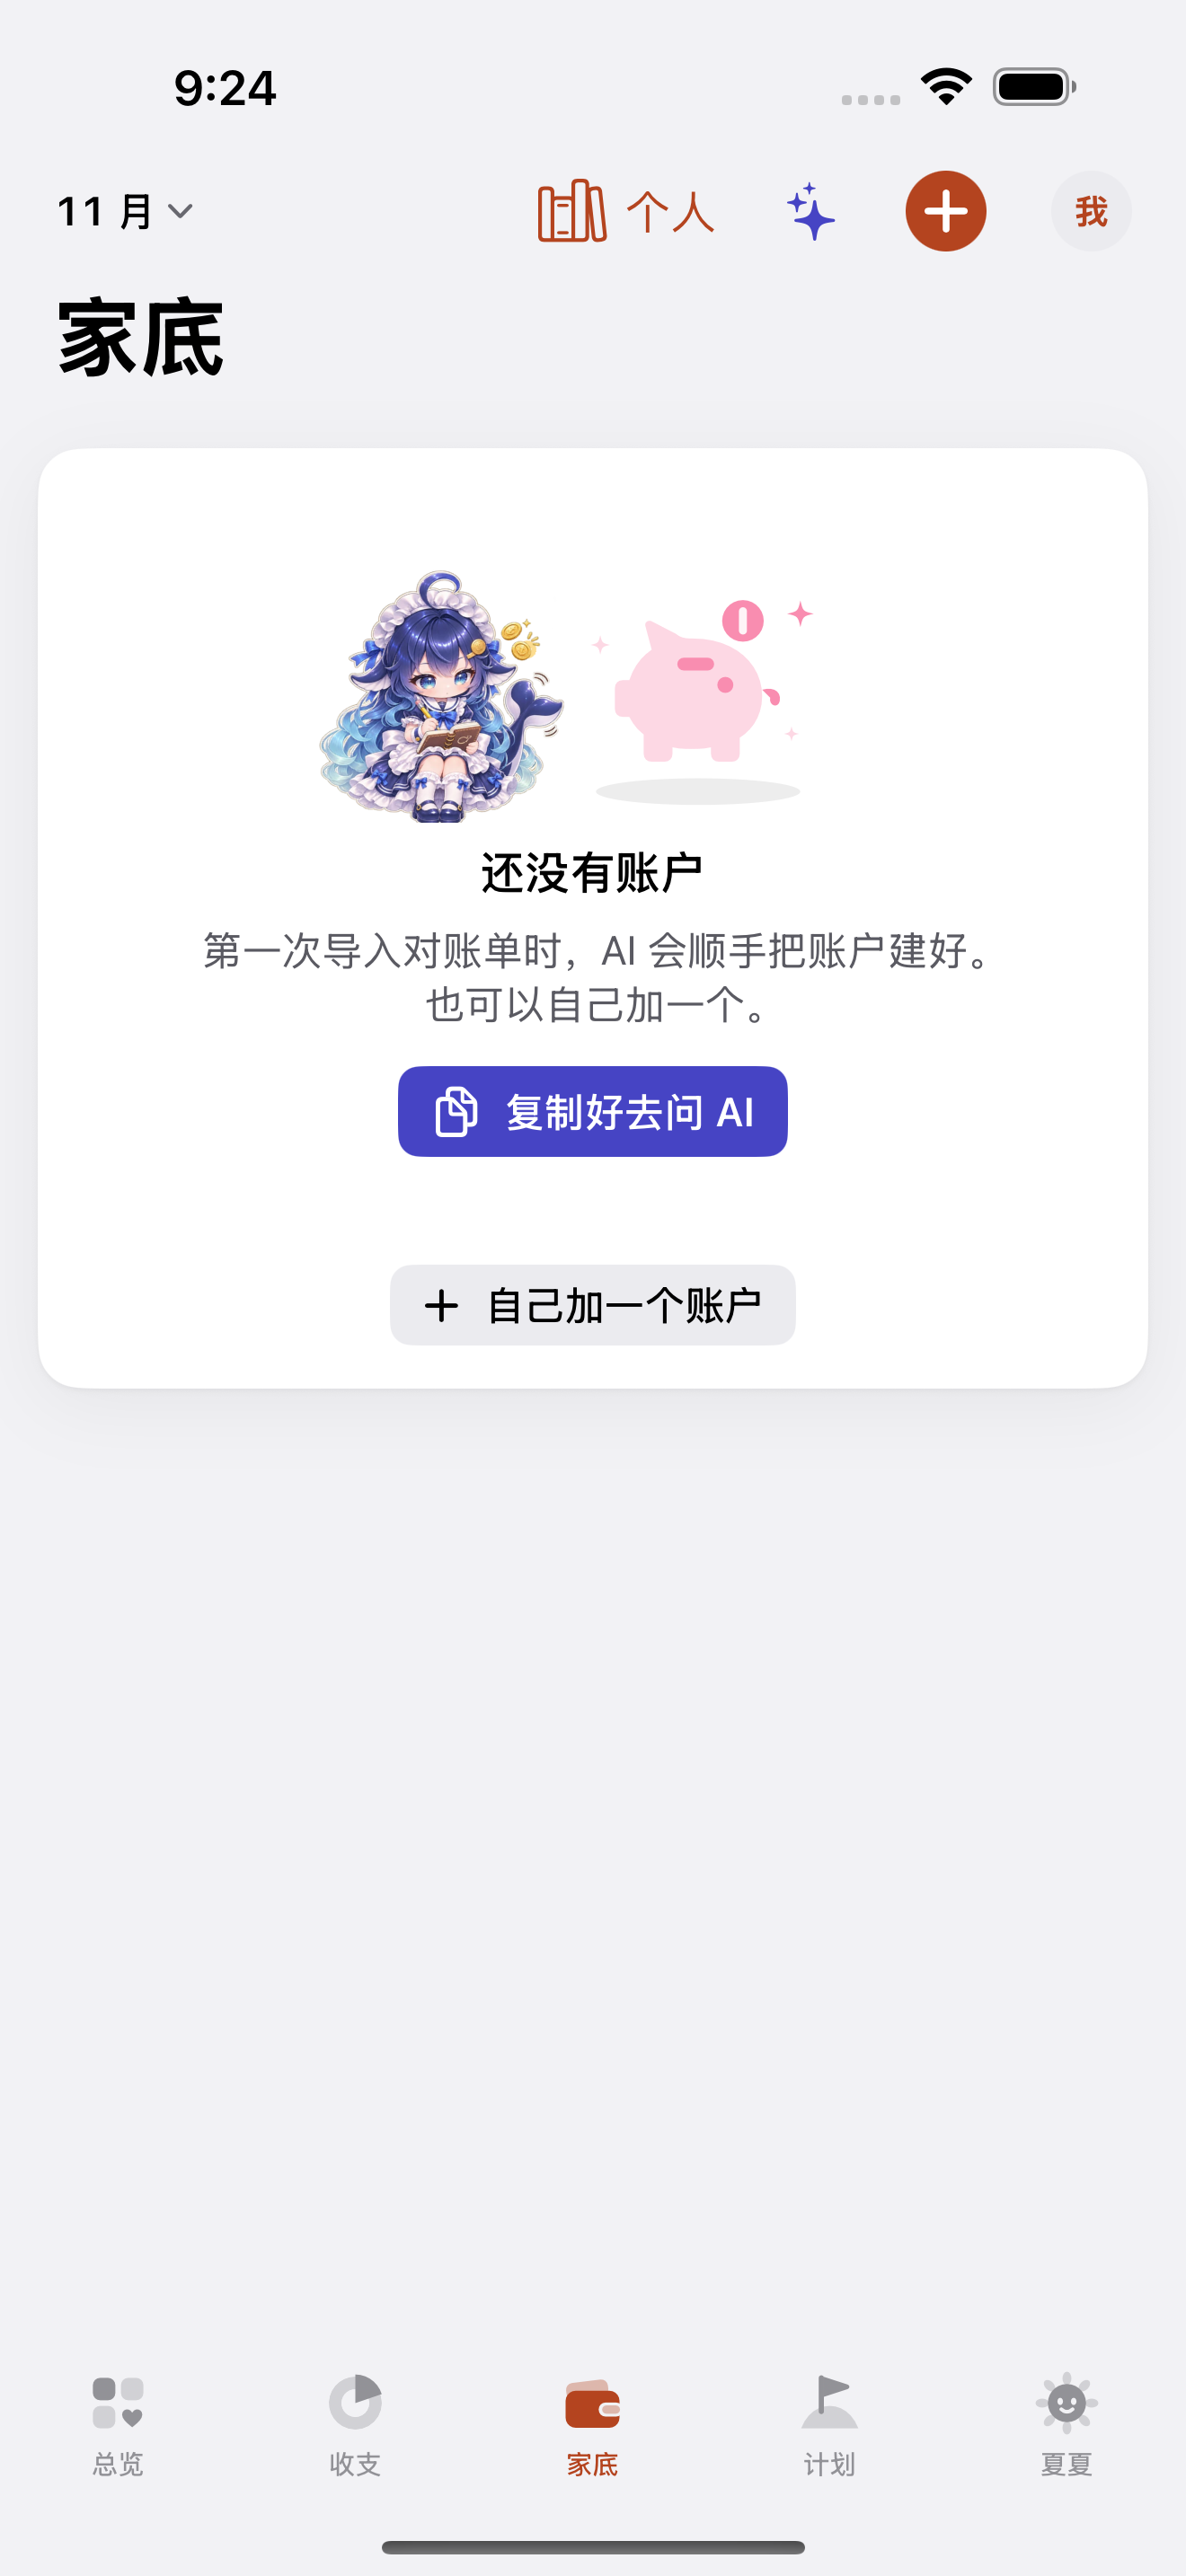 9:24
11 月
个人
我
家底
还没有账户
第一次导入对账单时，AI 会顺手把账户建好。
也可以自己加一个。
复制好去问 AI
自己加一个账户
总览
收支
家底
计划
夏夏